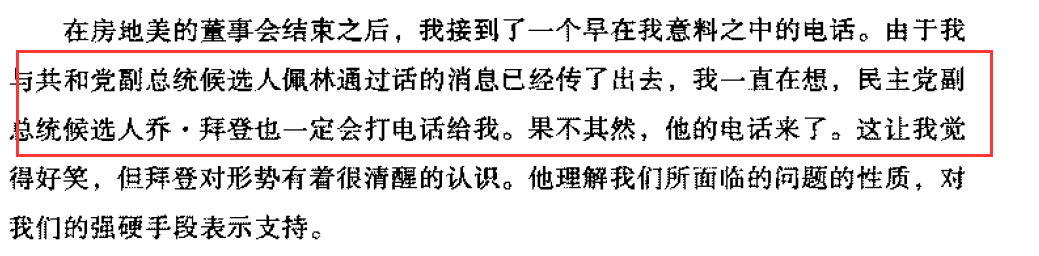 在房地美的董事会结束之后，我接到了一个早在我意料之中的电话。由于我
与共和党副总统候选人佩林通过话的消息已经传了出去，我一直在想，民主党副
总统候选人乔·拜登也一定会打电话给我。果不其然，他的电话来了。这让我觉
得好笑，但拜登对形势有着很清醒的认识。他理解我们所面临的问题的性质，对
我们的强硬手段表示支持。